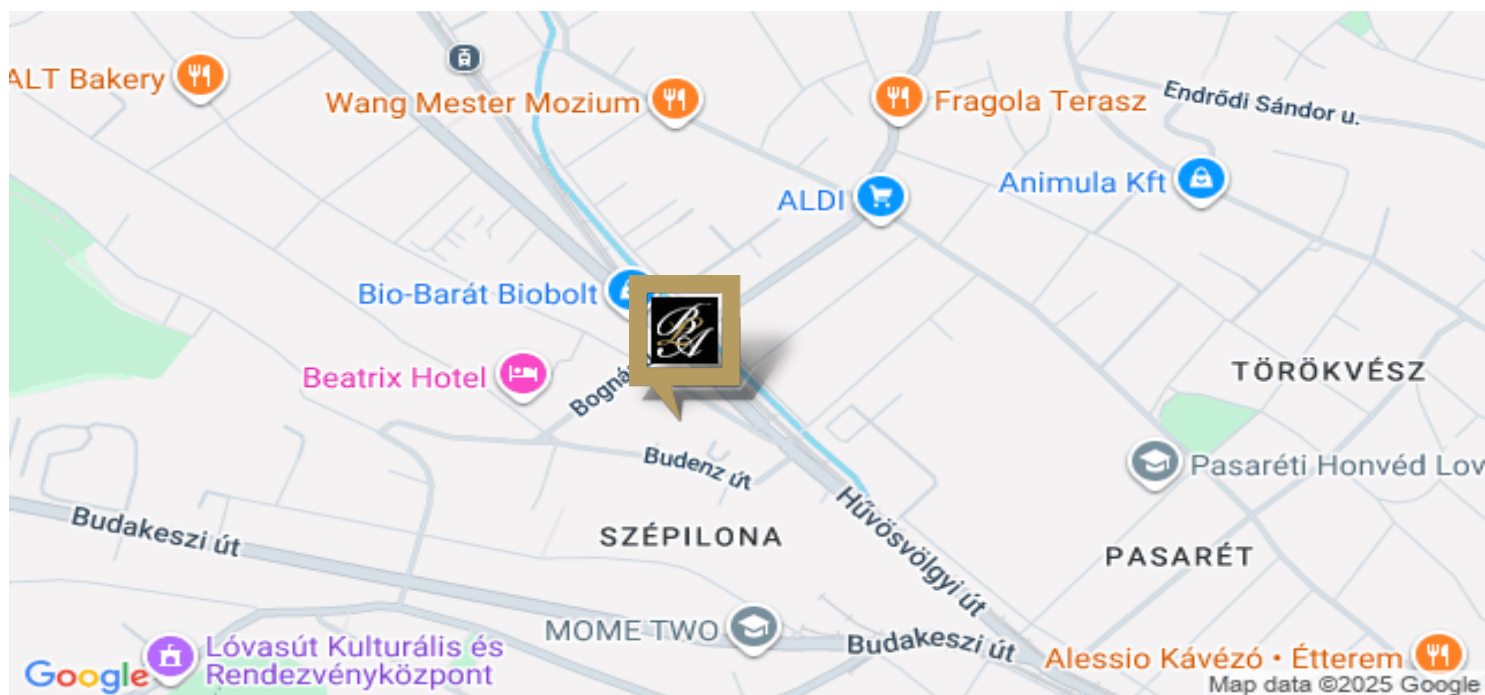 ALT Bakery
Wang Mester Mozium
Fragola Terasz
Endrődi Sándor u.
Animula Kft
ALDI
Bio-Barát Biobolt
Beatrix Hotel
TÖRÖKVÉSZ
Budenz út
Pasaréti Honvéd
Budakeszi út
SZÉPILONA
Hűvösvölgyi út
PASARÉT
MOME TWO
Budakeszi út
Lóvasút Kulturális és
Rendezvényközpont
Alessio Kávézó • Étterem
Google
Map data ©2025 Google